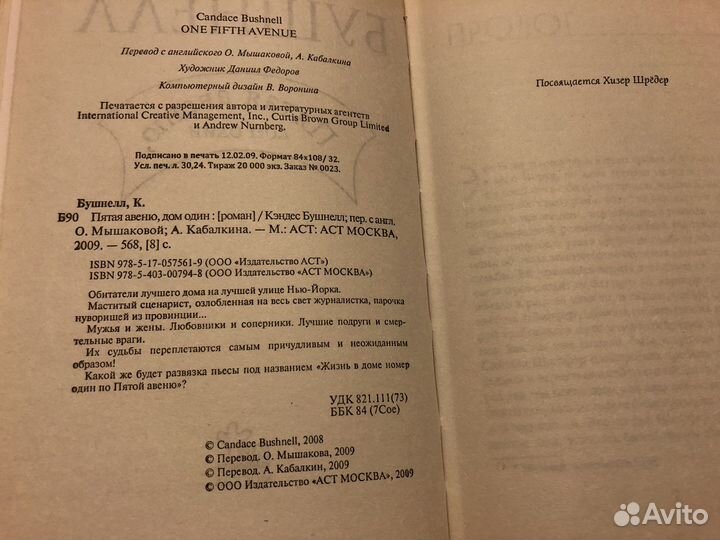 Candace Bushnell
ONE FIFTH AVENUE
Перевод с английского О. Мышаковой, А. Кабалкина
Художник Даниил Федоров
Компьютерный дизайн В. Воронина
Печатается с разрешения автора и литературных агентств
International Creative Management, Inc., Curtis Brown Group Limited
и Andrew Nurnberg.
Подписано в печать 12.02.09. Формат 84x108/32.
Усл. печ. л. 30,24. Тираж 20 000 экз. Заказ № 0023.
Бушнелл, К.
Б90 Пятая авеню, дом один : [роман] / Кэндес Бушнелл; пер. с англ.
О. Мышаковой; А. Кабалкина. — М.: АСТ: АСТ МОСКВА,
2009. — 568, [8] с.
ISBN 978-5-17-057561-9 (ООО «Издательство АСТ»)
ISBN 978-5-403-00794-8 (ООО Издательство «АСТ МОСКВА»)
Обитатели лучшего дома на лучшей улице Нью-Йорка.
Маститый сценарист, озлобленная на весь свет журналистка, парочка
нуворишей из провинции...
Мужья и жены. Любовники и соперники. Лучшие подруги и смер-
тельные враги.
Их судьбы переплетаются самым причудливым и неожиданным
образом!
Какой же будет развязка пьесы под названием «Жизнь в доме номер
один по Пятой авеню»?
УДК 821.111(73)
ББК 84 (7Сое)
© Candace Bushnell, 2008
© Перевод. О. Мышакова, 2009
© Перевод. А. Кабалкин, 2009
© ООО Издательство «АСТ МОСКВА», 2009
Посвящается Хизер Шрёдер
Avito